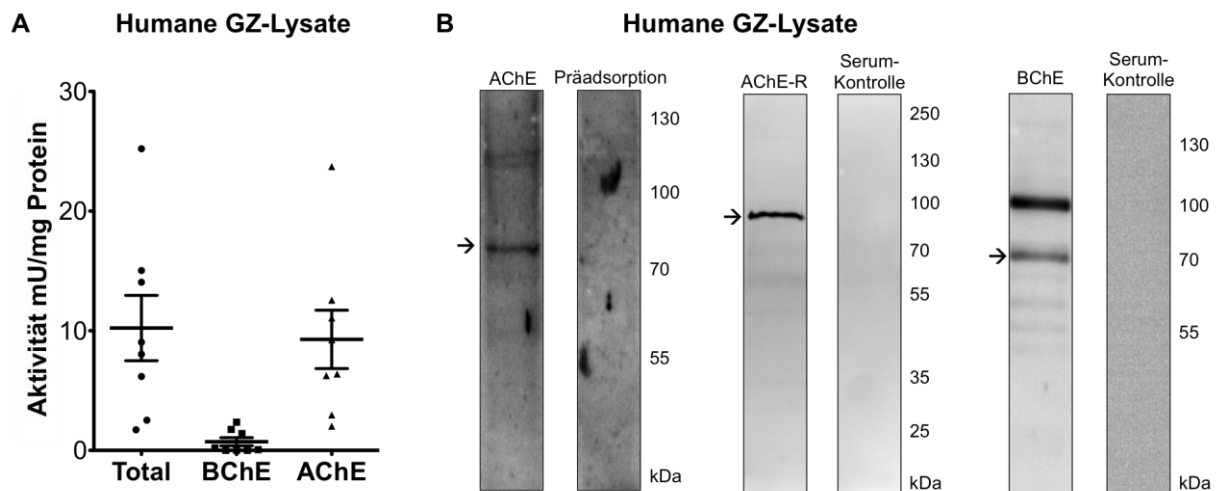 A
Humane GZ-Lysate
Aktivität mU/mg Protein
30
20
10
0
Total
BChE
AChE
B
Humane GZ-Lysate
AChE
Präadsorption
130
100
70
55
kDa
AChE-R
Serum-
Kontrolle
250
130
100
70
55
35
25
kDa
BChE
Serum-
Kontrolle
130
100
70
55
kDa